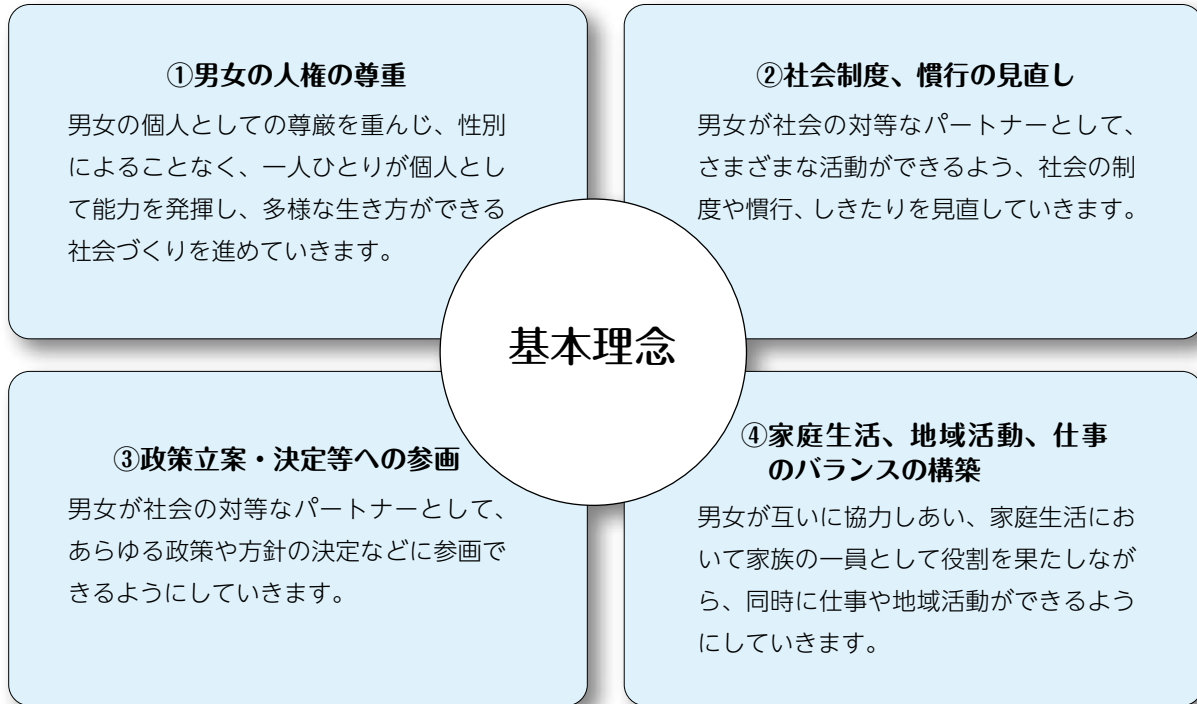 ①男女の人権の尊重
男女の個人としての尊厳を重んじ、性別
によることなく、一人ひとりが個人とし
て能力を発揮し、多様な生き方ができる
社会づくりを進めていきます。
②社会制度、慣行の見直し
男女が社会の対等なパートナーとして、
さまざまな活動ができるよう、社会の制
度や慣行、しきたりを見直していきます。
基本理念
③政策立案・決定等への参画
男女が社会の対等なパートナーとして、
あらゆる政策や方針の決定などに参画で
きるようにしていきます。
④家庭生活、地域活動、仕事
のバランスの構築
男女が互いに協力しあい、家庭生活にお
いて家族の一員として役割を果たしなが
ら、同時に仕事や地域活動ができるよう
にしていきます。